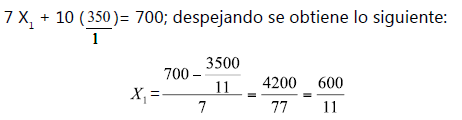 7 X₁ + 10 (350/1)= 700; despejando se obtiene lo siguiente:
X₁ = (700 − 3500/11)/7 = 4200/77 = 600/11